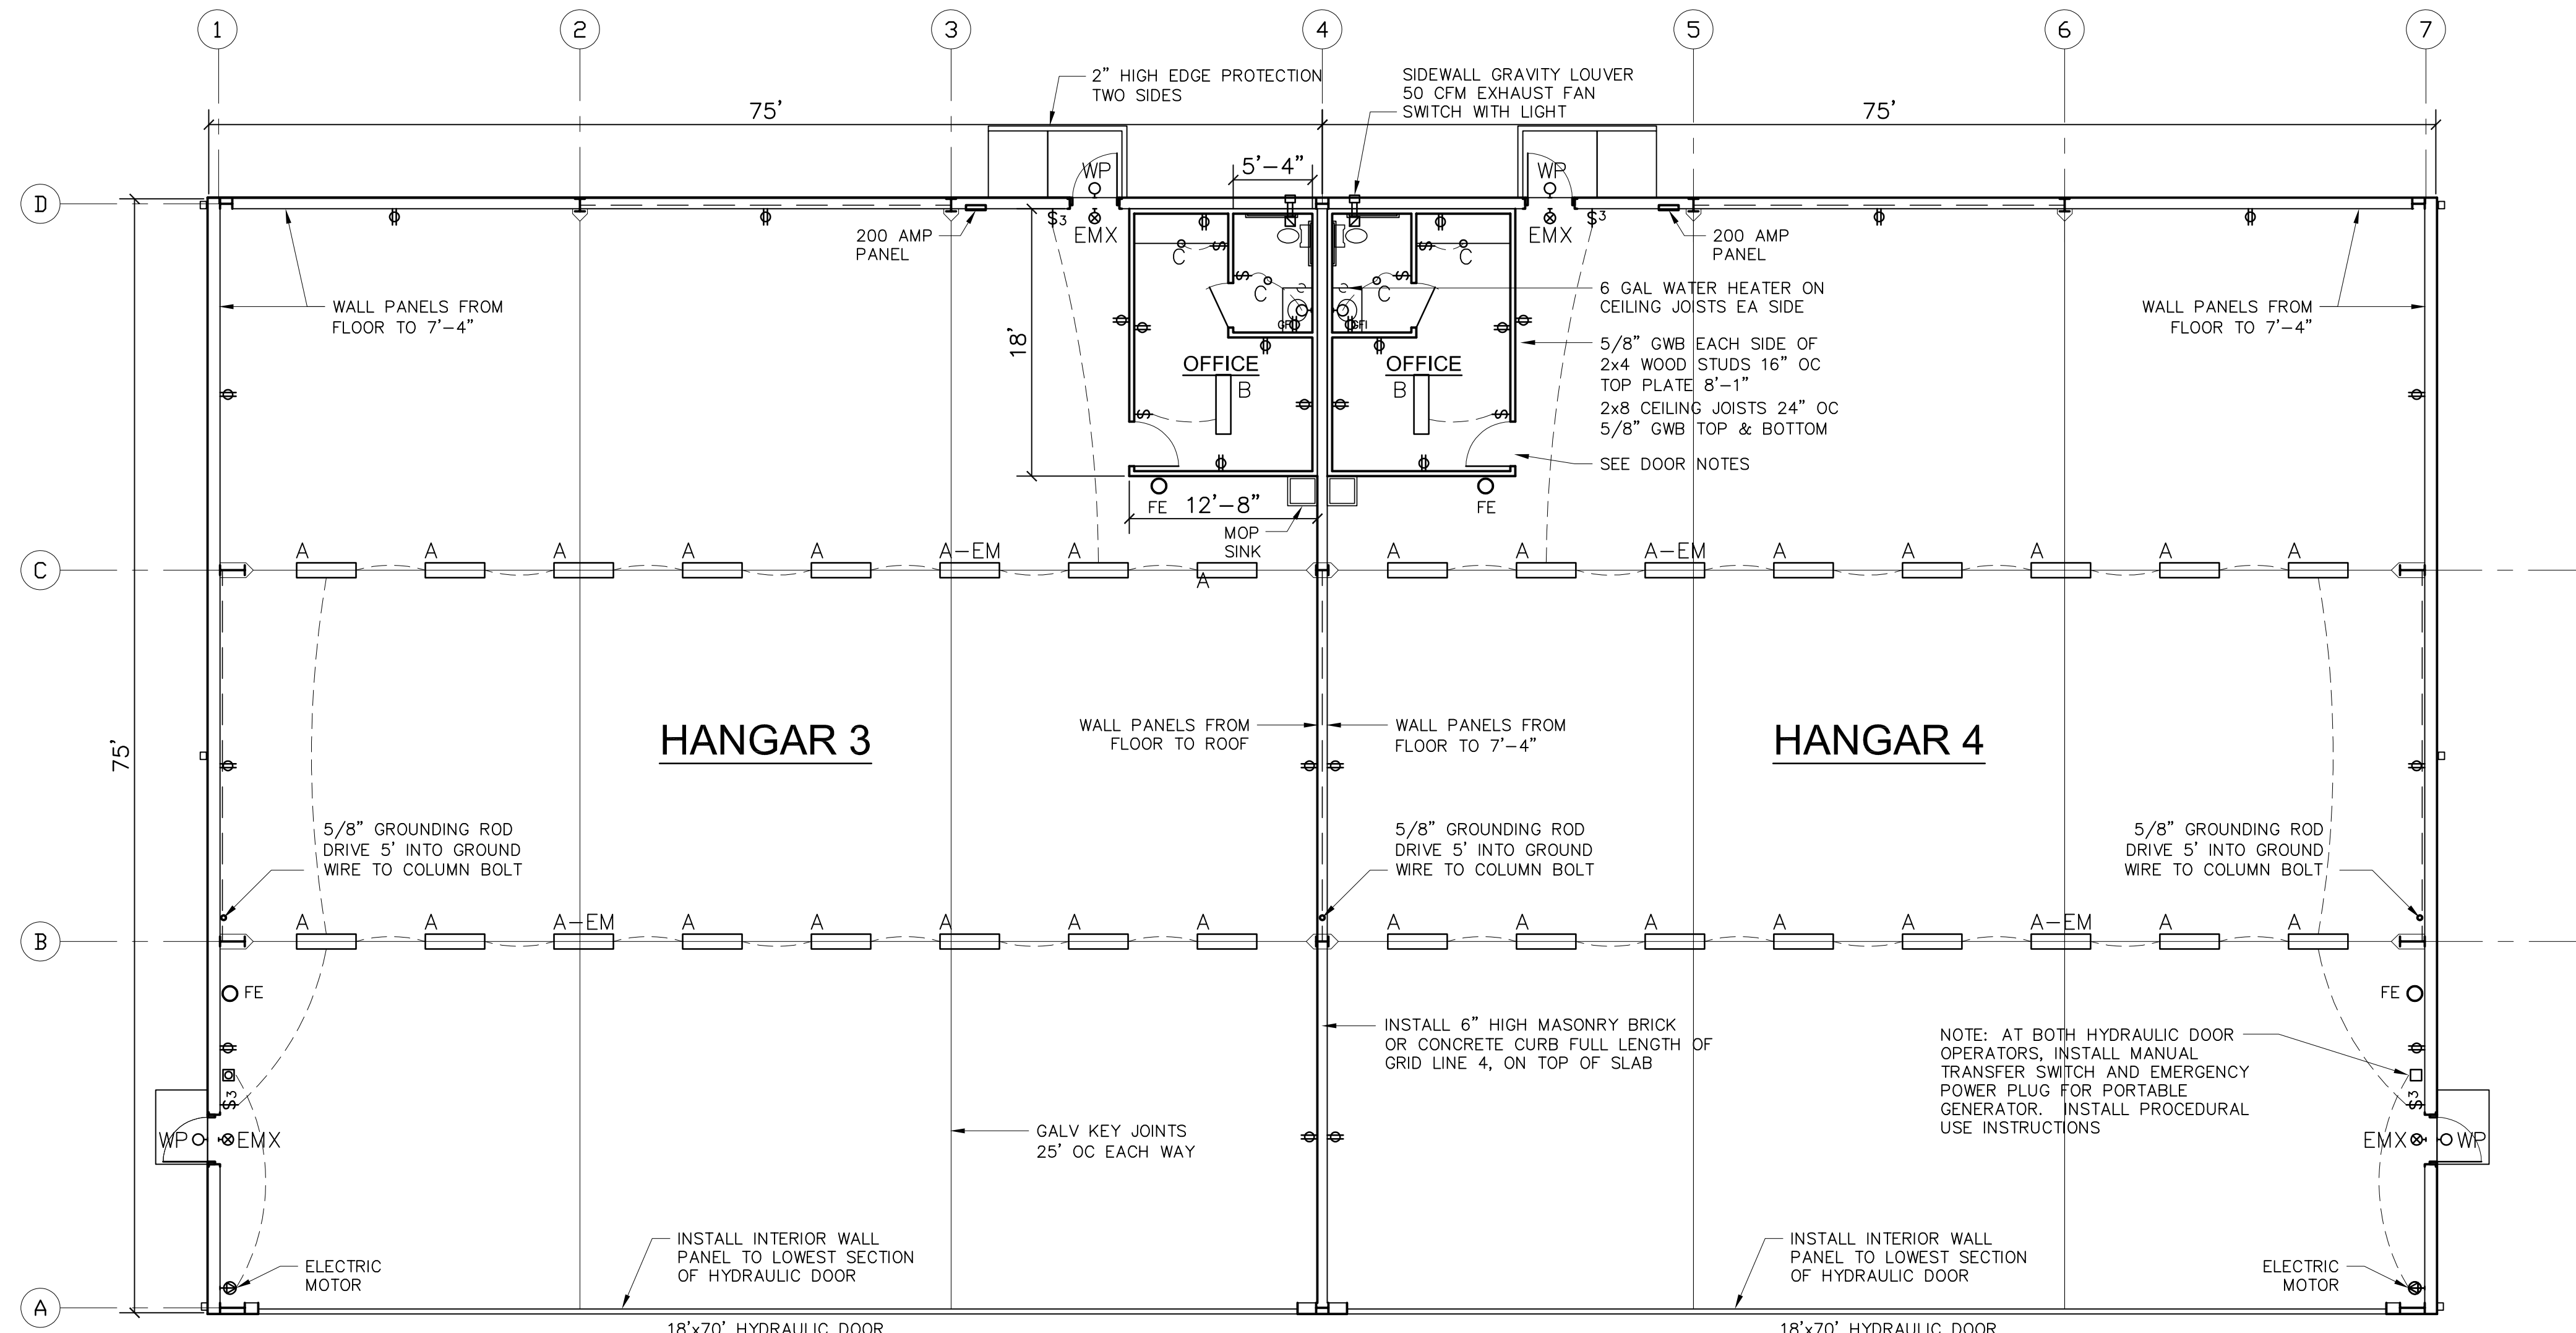 1 2 3 4 5 6 7
2” HIGH EDGE PROTECTION
TWO SIDES
SIDEWALL GRAVITY LOUVER
50 CFM EXHAUST FAN
SWITCH WITH LIGHT
75’ 75’
5’–4”
WP WP
D
$3 $3
EMX EMX
200 AMP
PANEL
200 AMP
PANEL
$ $
C C
$ $
C C
6 GAL WATER HEATER ON
CEILING JOISTS EA SIDE
WALL PANELS FROM
FLOOR TO 7’–4”
WALL PANELS FROM
FLOOR TO 7’–4”
GFI GFI
18’
5/8” GWB EACH SIDE OF
2x4 WOOD STUDS 16” OC
TOP PLATE 8’–1”
2x8 CEILING JOISTS 24” OC
5/8” GWB TOP & BOTTOM
OFFICE OFFICE
B B
$ $
SEE DOOR NOTES
FE 12’–8” FE
MOP
SINK
A A A A A A–EM A A A A–EM A A A A A
A
C
WALL PANELS FROM
FLOOR TO ROOF
WALL PANELS FROM
FLOOR TO 7’–4”
HANGAR 3 HANGAR 4
75’
5/8” GROUNDING ROD
DRIVE 5’ INTO GROUND
WIRE TO COLUMN BOLT
5/8” GROUNDING ROD
DRIVE 5’ INTO GROUND
WIRE TO COLUMN BOLT
5/8” GROUNDING ROD
DRIVE 5’ INTO GROUND
WIRE TO COLUMN BOLT
A A A–EM A A A A A A A A A A A–EM A A
B
FE FE
INSTALL 6” HIGH MASONRY BRICK
OR CONCRETE CURB FULL LENGTH OF
GRID LINE 4, ON TOP OF SLAB
NOTE: AT BOTH HYDRAULIC DOOR
OPERATORS, INSTALL MANUAL
TRANSFER SWITCH AND EMERGENCY
POWER PLUG FOR PORTABLE
GENERATOR. INSTALL PROCEDURAL
USE INSTRUCTIONS
$3 $3
WP EMX EMX WP
GALV KEY JOINTS
25’ OC EACH WAY
INSTALL INTERIOR WALL
PANEL TO LOWEST SECTION
OF HYDRAULIC DOOR
INSTALL INTERIOR WALL
PANEL TO LOWEST SECTION
OF HYDRAULIC DOOR
ELECTRIC
MOTOR
ELECTRIC
MOTOR
A
18’x70’ HYDRAULIC DOOR 18’x70’ HYDRAULIC DOOR